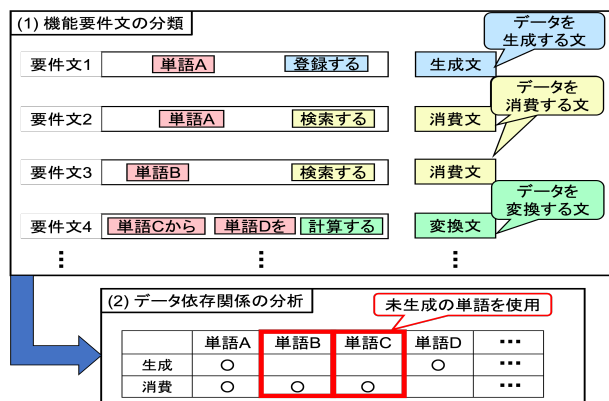 (1) 機能要件文の分類
データを
生成する文
要件文1 単語A 登録する 生成文
データを
消費する文
要件文2 単語A 検索する 消費文
要件文3 単語B 検索する 消費文
データを
変換する文
要件文4 単語Cから 単語Dを 計算する 変換文
⋮ ⋮ ⋮
(2) データ依存関係の分析
未生成の単語を使用
単語A 単語B 単語C 単語D …
生成 ○ ○ …
消費 ○ ○ ○ …